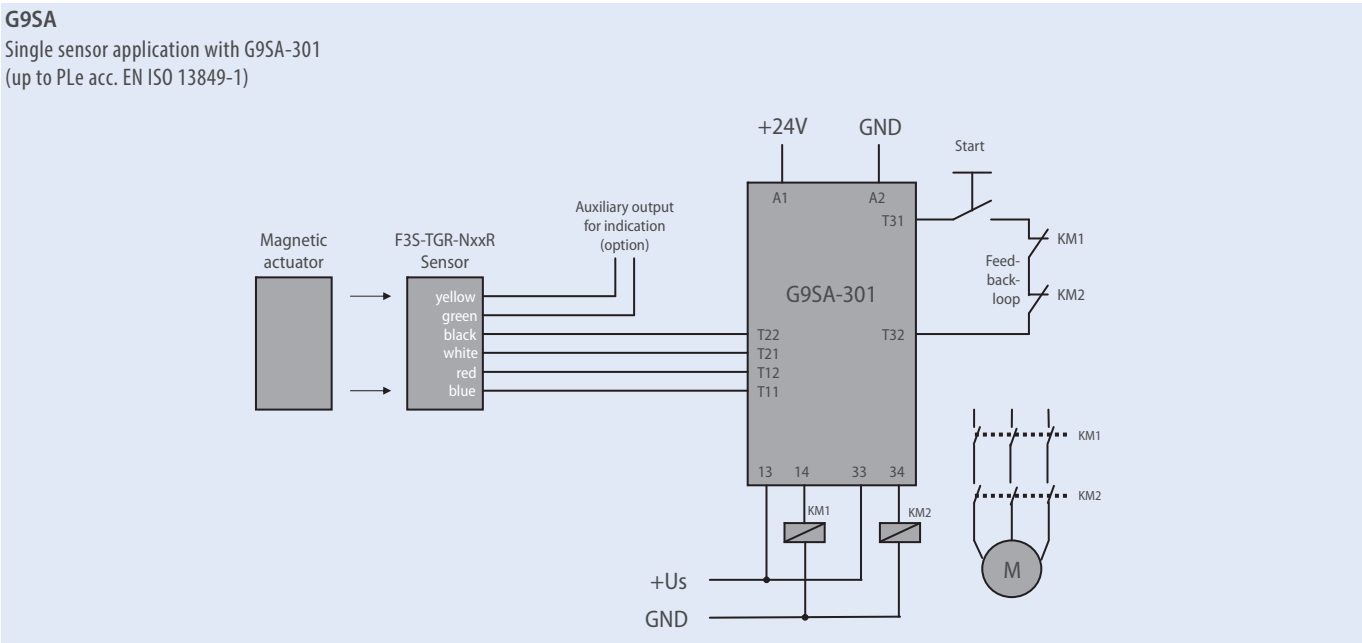 G9SA
Single sensor application with G9SA-301
(up to PLe acc. EN ISO 13849-1)
+24V
GND
Start
A1
A2
T31
Auxiliary output
for indication
(option)
Magnetic
actuator
F3S-TGR-NxxR
Sensor
KM1
Feed-
back-
loop
KM2
yellow
green
black
white
red
blue
G9SA-301
T22
T21
T12
T11
T32
13
14
33
34
KM1
KM2
KM1
KM2
M
+Us
GND